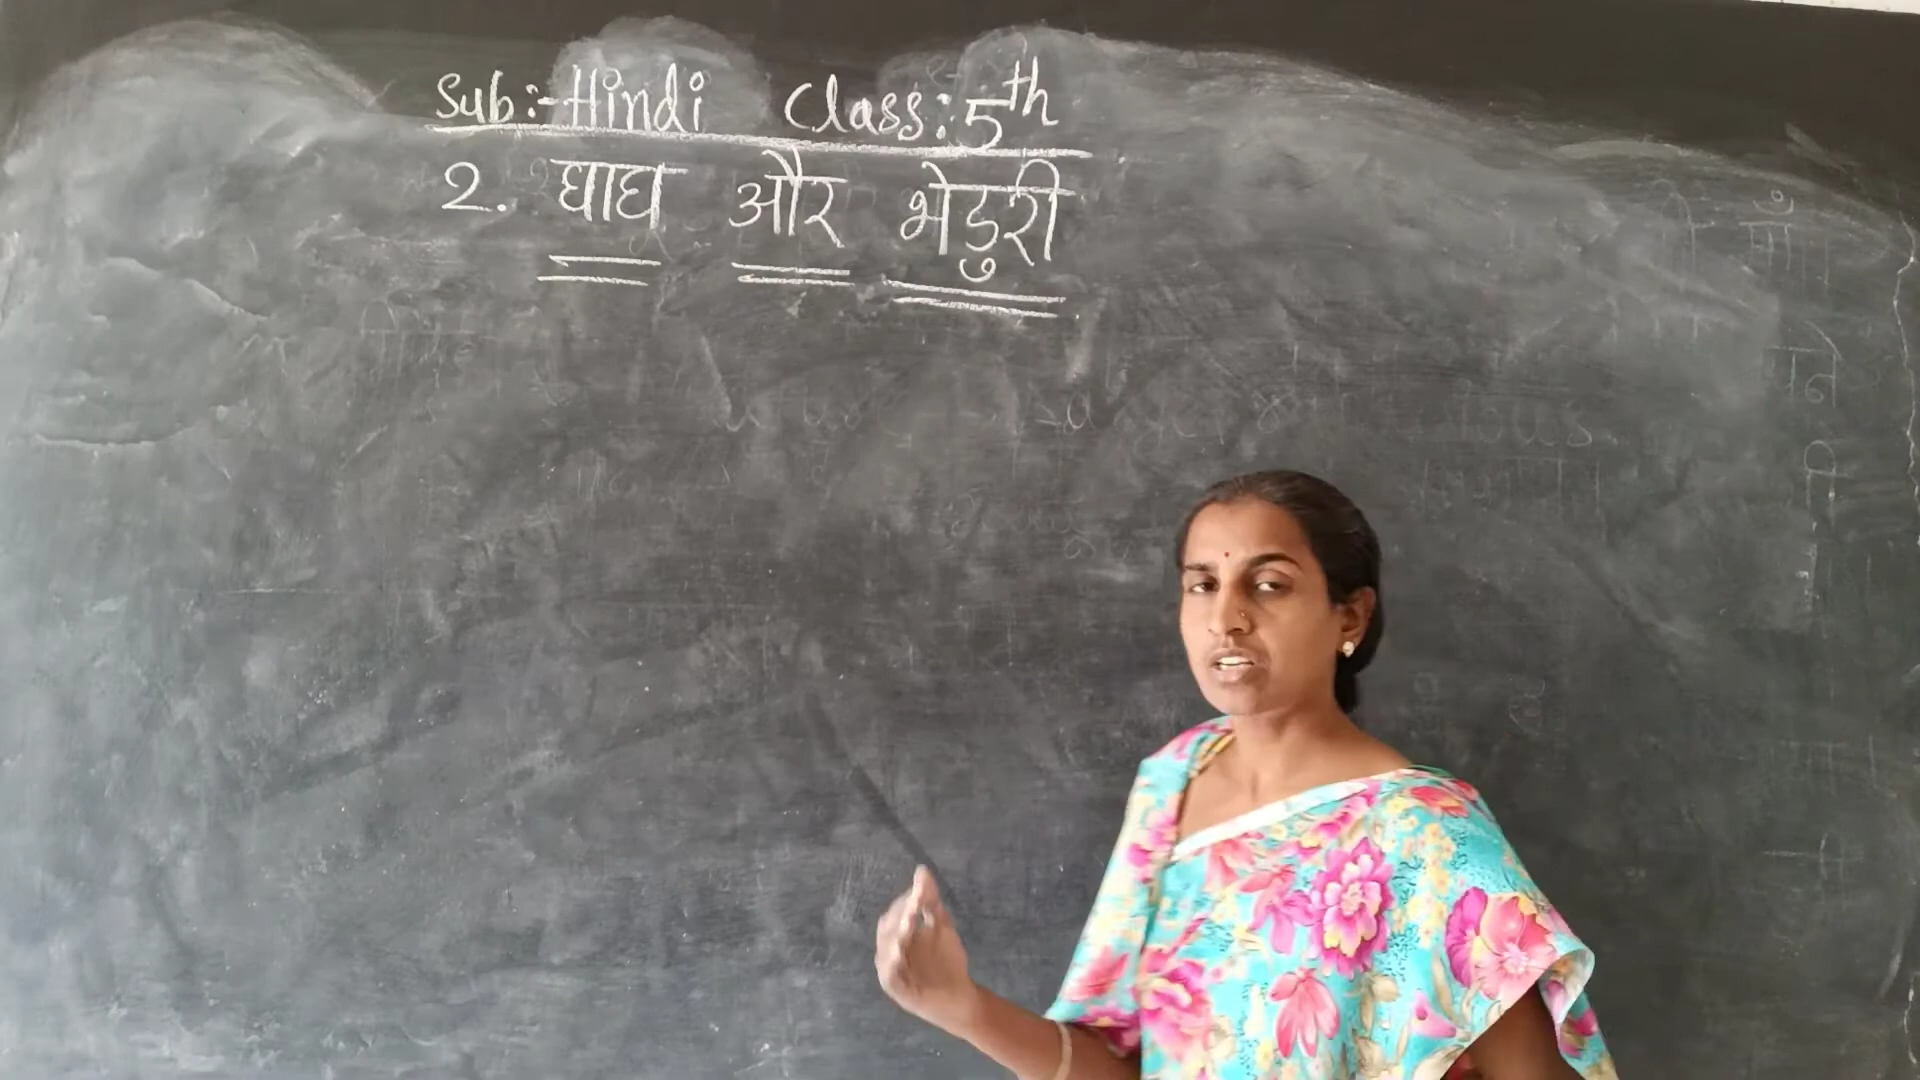 Sub:- Hindi Class: 5th
2. घाघ और भेडुरी